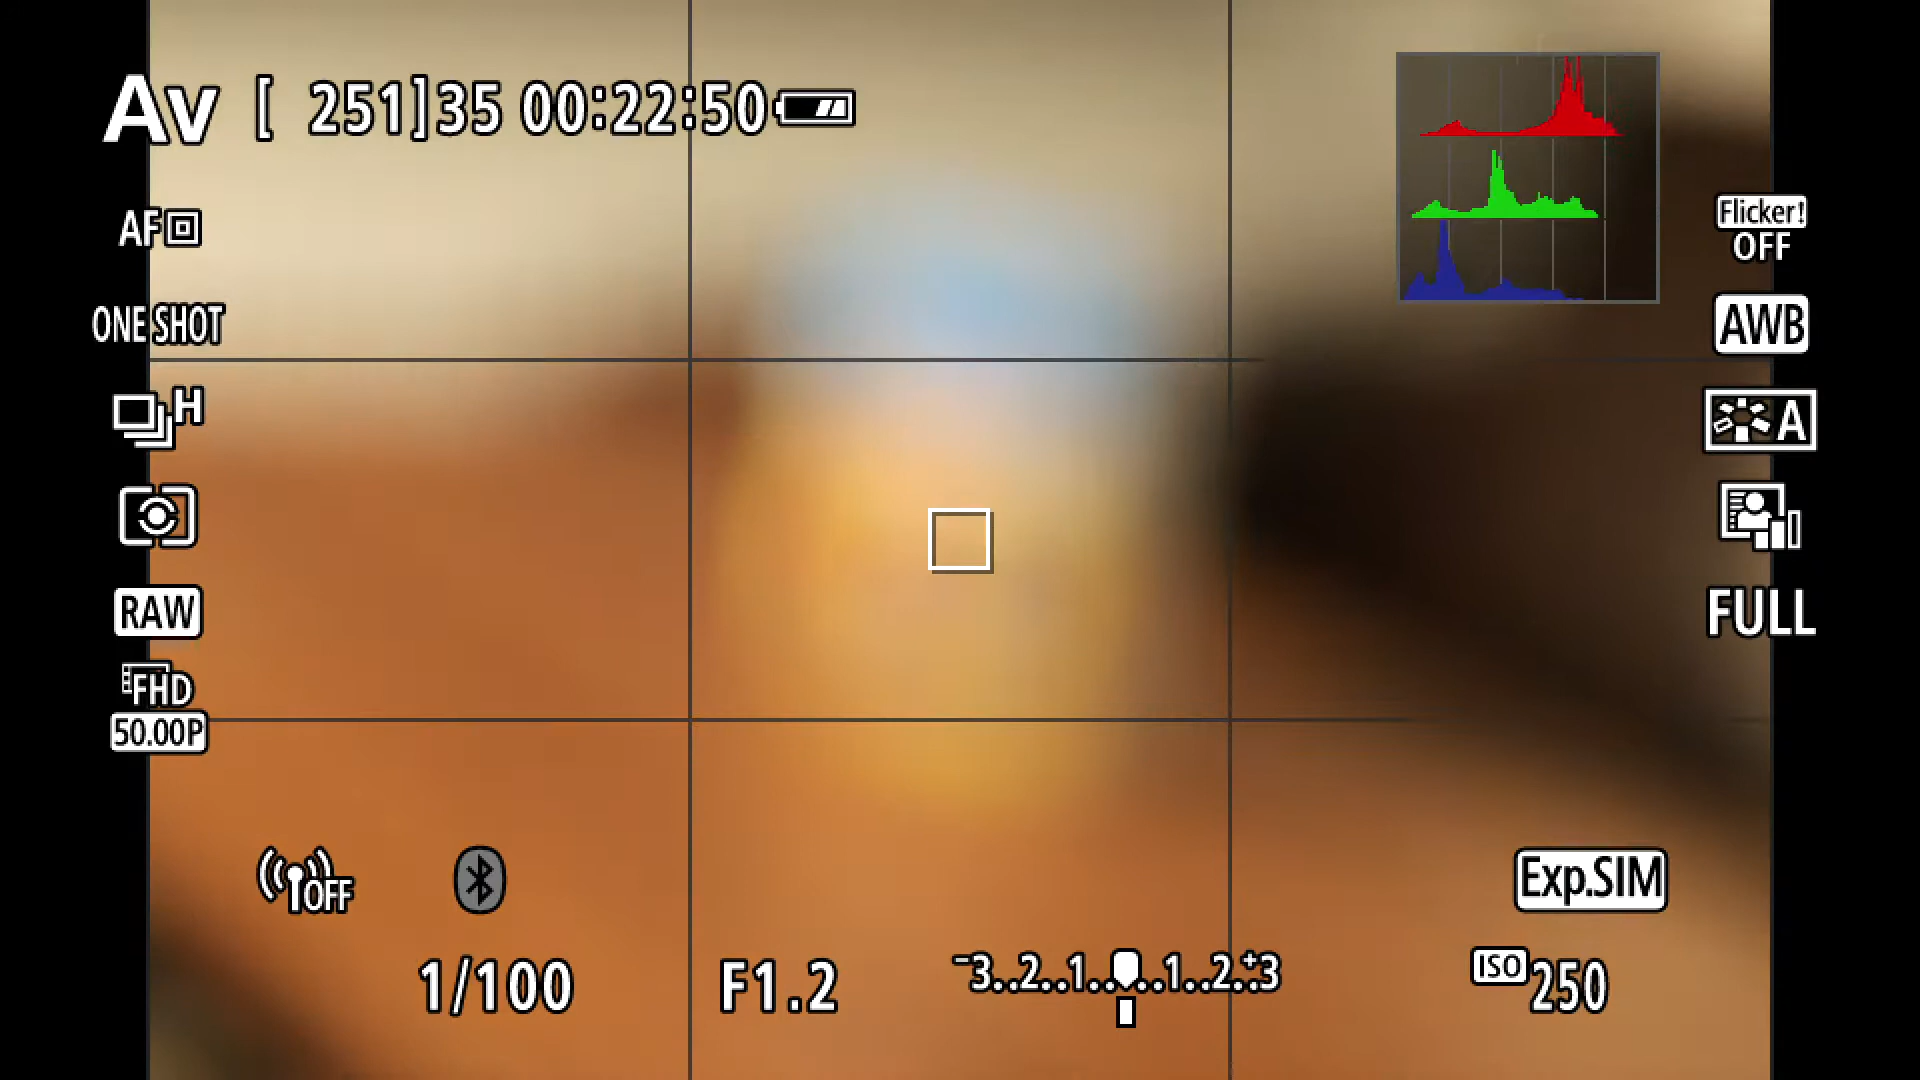 Av [ 251]35 00:22:50
AF
ONE SHOT
H
RAW
FHD
50.00P
Flicker!
OFF
AWB
A
FULL
OFF
Exp.SIM
1/100 F1.2 -3..2..1..0..1..2..+3 ISO 250